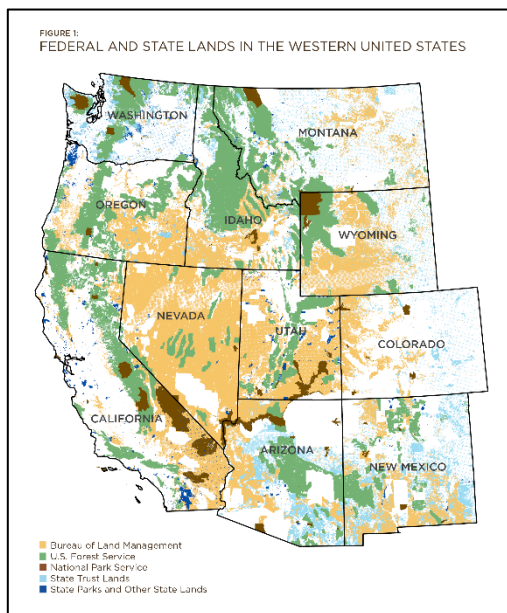 FIGURE 1:
FEDERAL AND STATE LANDS IN THE WESTERN UNITED STATES
WASHINGTON
MONTANA
OREGON
IDAHO
WYOMING
NEVADA
UTAH
COLORADO
CALIFORNIA
ARIZONA
NEW MEXICO
Bureau of Land Management
U.S. Forest Service
National Park Service
State Trust Lands
State Parks and Other State Lands